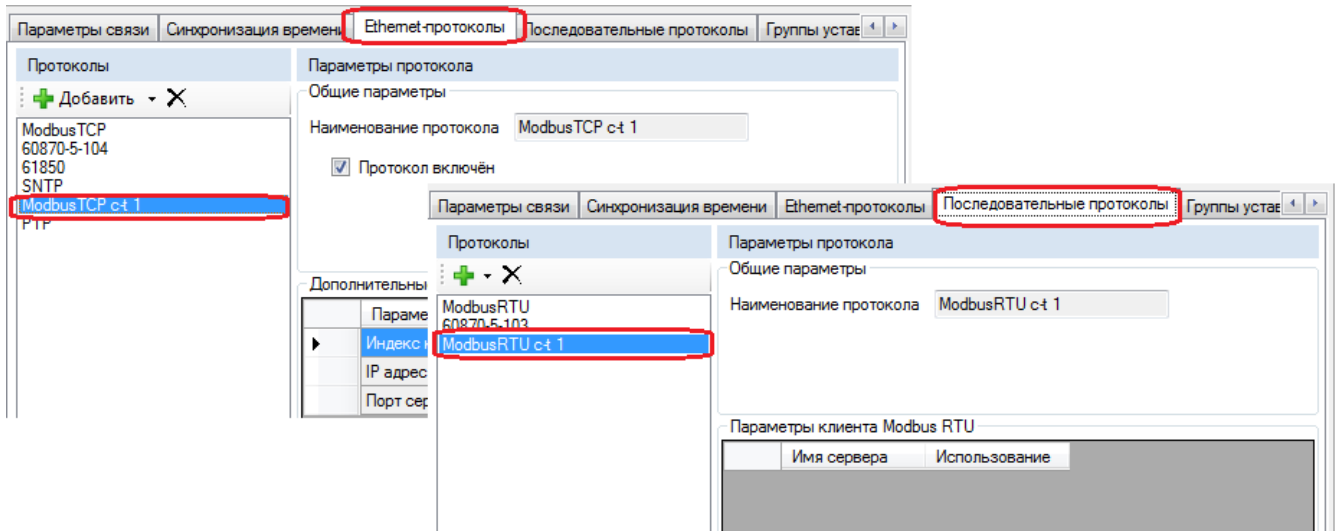 Параметры связи Синхронизация времени Ethernet-протоколы Последовательные протоколы Группы устав
Протоколы Параметры протокола
Добавить Общие параметры
ModbusTCP Наименование протокола ModbusTCP c-t 1
60870-5-104
61850 Протокол включён
SNTP
ModbusTCP c-t 1
PTP
Дополнительны
Параме
Индекс к
IP адрес
Порт сер
Параметры связи Синхронизация времени Ethernet-протоколы Последовательные протоколы Группы устав
Протоколы Параметры протокола
Общие параметры
ModbusRTU Наименование протокола ModbusRTU c-t 1
60870-5-103
ModbusRTU c-t 1
Параметры клиента Modbus RTU
Имя сервера Использование